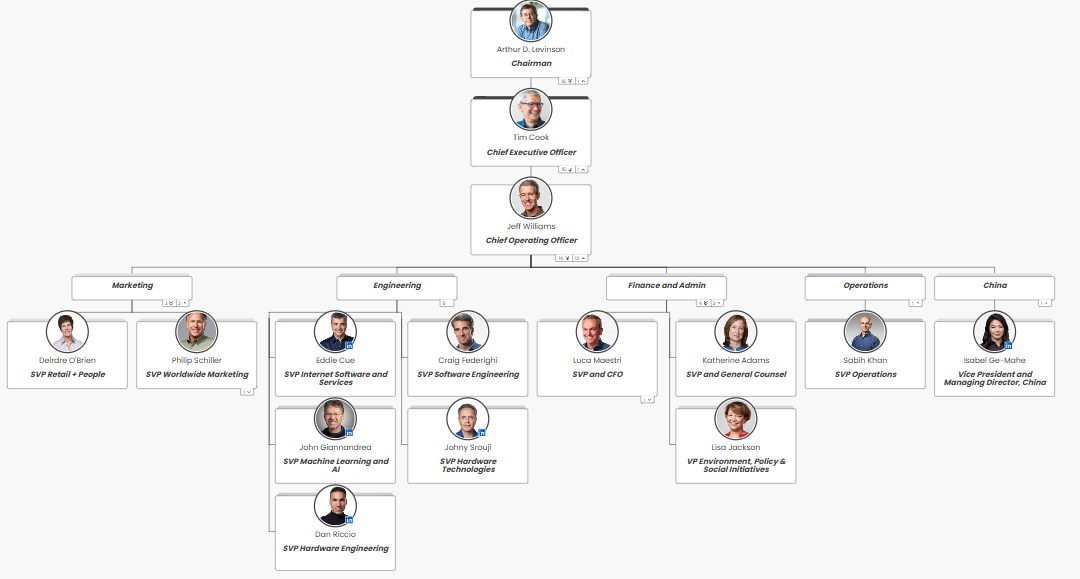 Arthur D. Levinson
Chairman
Tim Cook
Chief Executive Officer
Jeff Williams
Chief Operating Officer
Marketing
Engineering
Finance and Admin
Operations
China
Deirdre O'Brien
SVP Retail + People
Philip Schiller
SVP Worldwide Marketing
Eddie Cue
SVP Internet Software and
Services
Craig Federighi
SVP Software Engineering
Luca Maestri
SVP and CFO
Katherine Adams
SVP and General Counsel
Sabih Khan
SVP Operations
Isabel Ge-Mahe
Vice President and
Managing Director, China
John Giannandrea
SVP Machine Learning and
AI
Johny Srouji
SVP Hardware
Technologies
Lisa Jackson
VP Environment, Policy &
Social Initiatives
Dan Riccio
SVP Hardware Engineering